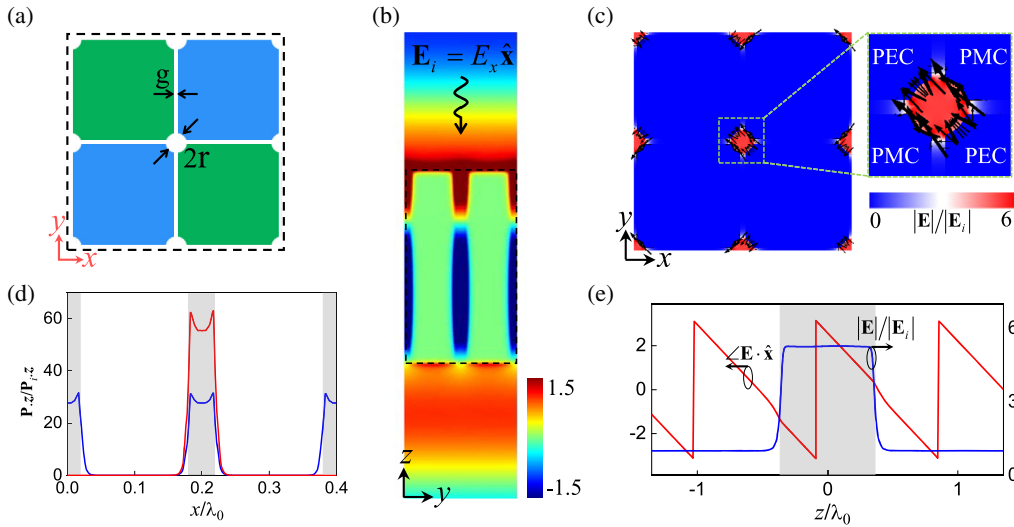 (a)
g
2r
y
x
(b)
E_i = E_x x̂
z
y
1.5
-1.5
(c)
PEC PMC
PMC PEC
0 |E|/|E_i| 6
y
x
(d)
P·z/P_i·z
60
40
20
0
0.0 0.1 0.2 0.3 0.4
x/λ_0
(e)
∠E·x̂
|E|/|E_i|
2
0
-2
6
3
0
-1 0 1
z/λ_0